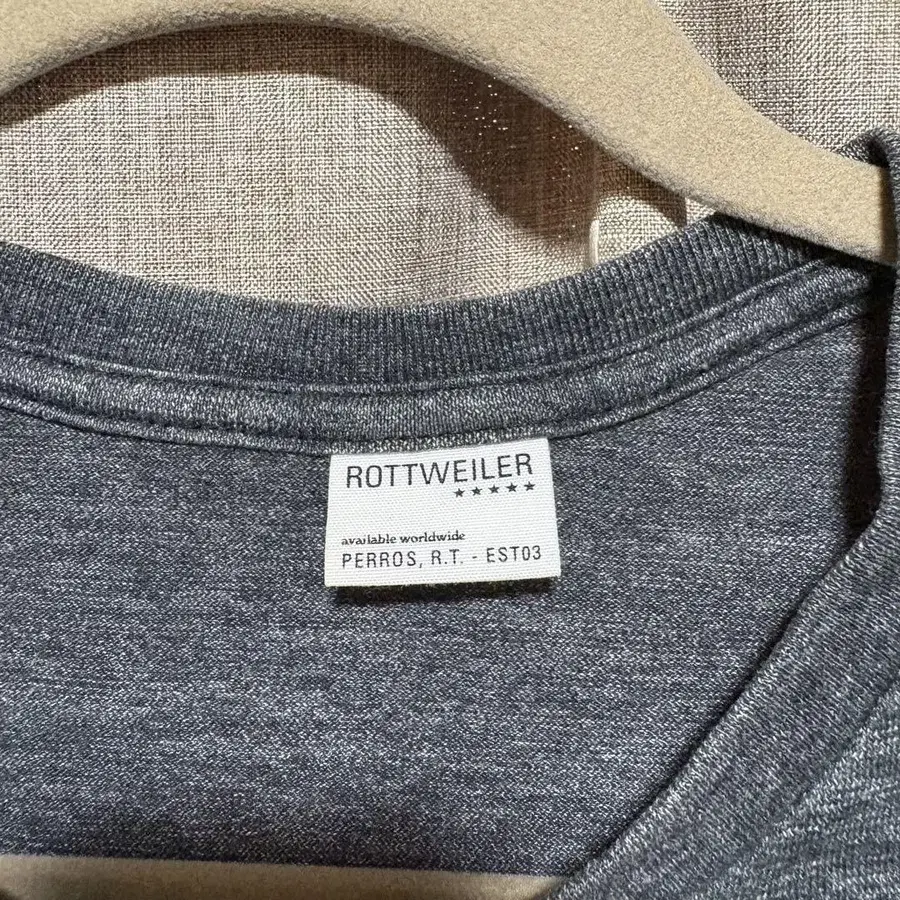 ROTTWEILER
★★★★★
available worldwide
PERROS, R.T. - EST03